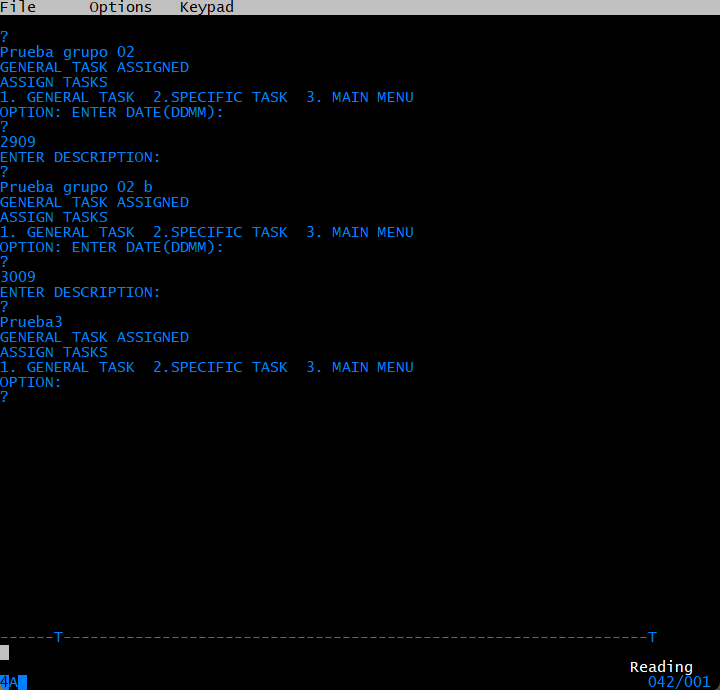 File Options Keypad
?
Prueba grupo 02
GENERAL TASK ASSIGNED
ASSIGN TASKS
1. GENERAL TASK 2.SPECIFIC TASK 3. MAIN MENU
OPTION: ENTER DATE(DDMM):
?
2909
ENTER DESCRIPTION:
?
Prueba grupo 02 b
GENERAL TASK ASSIGNED
ASSIGN TASKS
1. GENERAL TASK 2.SPECIFIC TASK 3. MAIN MENU
OPTION: ENTER DATE(DDMM):
?
3009
ENTER DESCRIPTION:
?
Prueba3
GENERAL TASK ASSIGNED
ASSIGN TASKS
1. GENERAL TASK 2.SPECIFIC TASK 3. MAIN MENU
OPTION:
?
------T-----------------------------------------------------------------T
Reading
4A 042/001